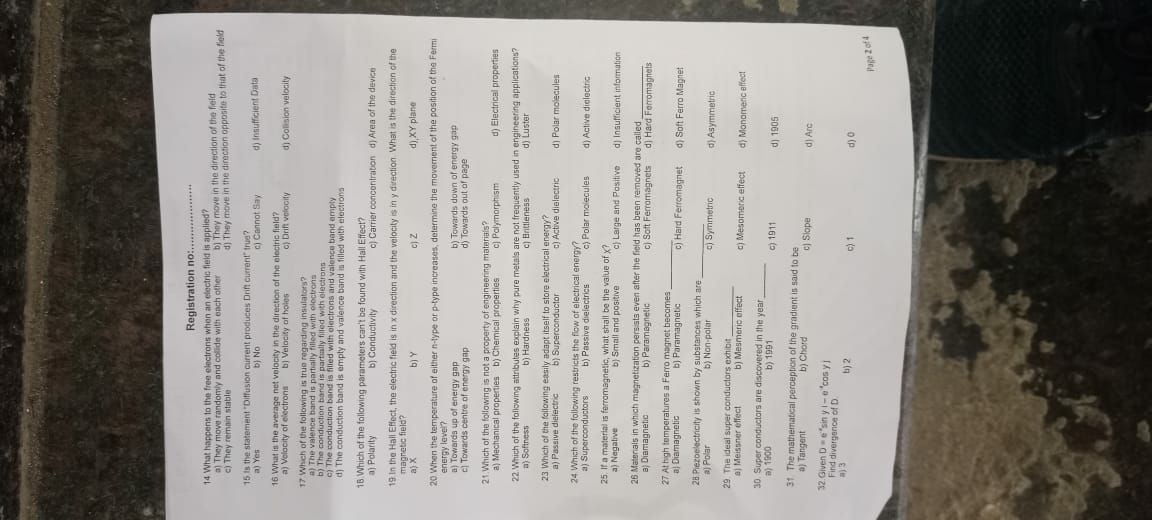 Registration no:....................
14 What happens to the free electrons when an electric field is applied?
a) They move randomly and collide with each other b) They move in the direction of the field
c) They remain stable d) They move in the direction opposite to that of the field
15 Is the statement "Diffusion current produces Drift current" true?
a) Yes b) No c) Cannot Say d) Insufficient Data
16 What is the average net velocity in the direction of the electric field?
a) Velocity of electrons b) Velocity of holes c) Drift velocity d) Collision velocity
17 Which of the following is true regarding insulators?
a) The valence band is partially filled with electrons
b) The conduction band is partially filled with electrons
c) The conduction band is filled with electrons and valence band empty
d) The conduction band is empty and valence band is filled with electrons
18 Which of the following parameters can't be found with Hall Effect?
a) Polarity b) Conductivity c) Carrier concentration d) Area of the device
19 In the Hall Effect, the electric field is in x direction and the velocity is in y direction. What is the direction of the
magnetic field?
a) X b) Y c) Z d) XY plane
20 When the temperature of either n-type or p-type increases, determine the movement of the position of the Fermi
energy level?
a) Towards up of energy gap b) Towards down of energy gap
c) Towards centre of energy gap d) Towards out of page
21 Which of the following is not a property of engineering materials?
a) Mechanical properties b) Chemical properties c) Polymorphism d) Electrical properties
22 Which of the following attributes explain why pure metals are not frequently used in engineering applications?
a) Softness b) Hardness c) Brittleness d) Luster
23 Which of the following easily adapt itself to store electrical energy?
a) Passive dielectric b) Superconductor c) Active dielectric d) Polar molecules
24 Which of the following restricts the flow of electrical energy?
a) Superconductors b) Passive dielectrics c) Polar molecules d) Active dielectric
25 If a material is ferromagnetic, what shall be the value of χ?
a) Negative b) Small and positive c) Large and Positive d) Insufficient information
26 Materials in which magnetization persists even after the field has been removed are called ________
a) Diamagnetic b) Paramagnetic c) Soft Ferromagnets d) Hard Ferromagnets
27 At high temperatures a Ferro magnet becomes ________
a) Diamagnetic b) Paramagnetic c) Hard Ferromagnet d) Soft Ferro Magnet
28 Piezoelectricity is shown by substances which are ________
a) Polar b) Non-polar c) Symmetric d) Asymmetric
29 The ideal super conductors exhibit ________
a) Meissner effect b) Mesmeric effect c) Mesomeric effect d) Monomeric effect
30. Super conductors are discovered in the year ________
a) 1900 b) 1991 c) 1911 d) 1905
31. The mathematical perception of the gradient is said to be
a) Tangent b) Chord c) Slope d) Arc
32. Given D = eˣsin y i – eˣcos y j
Find divergence of D.
a) 3 b) 2 c) 1 d) 0
Page 2 of 4